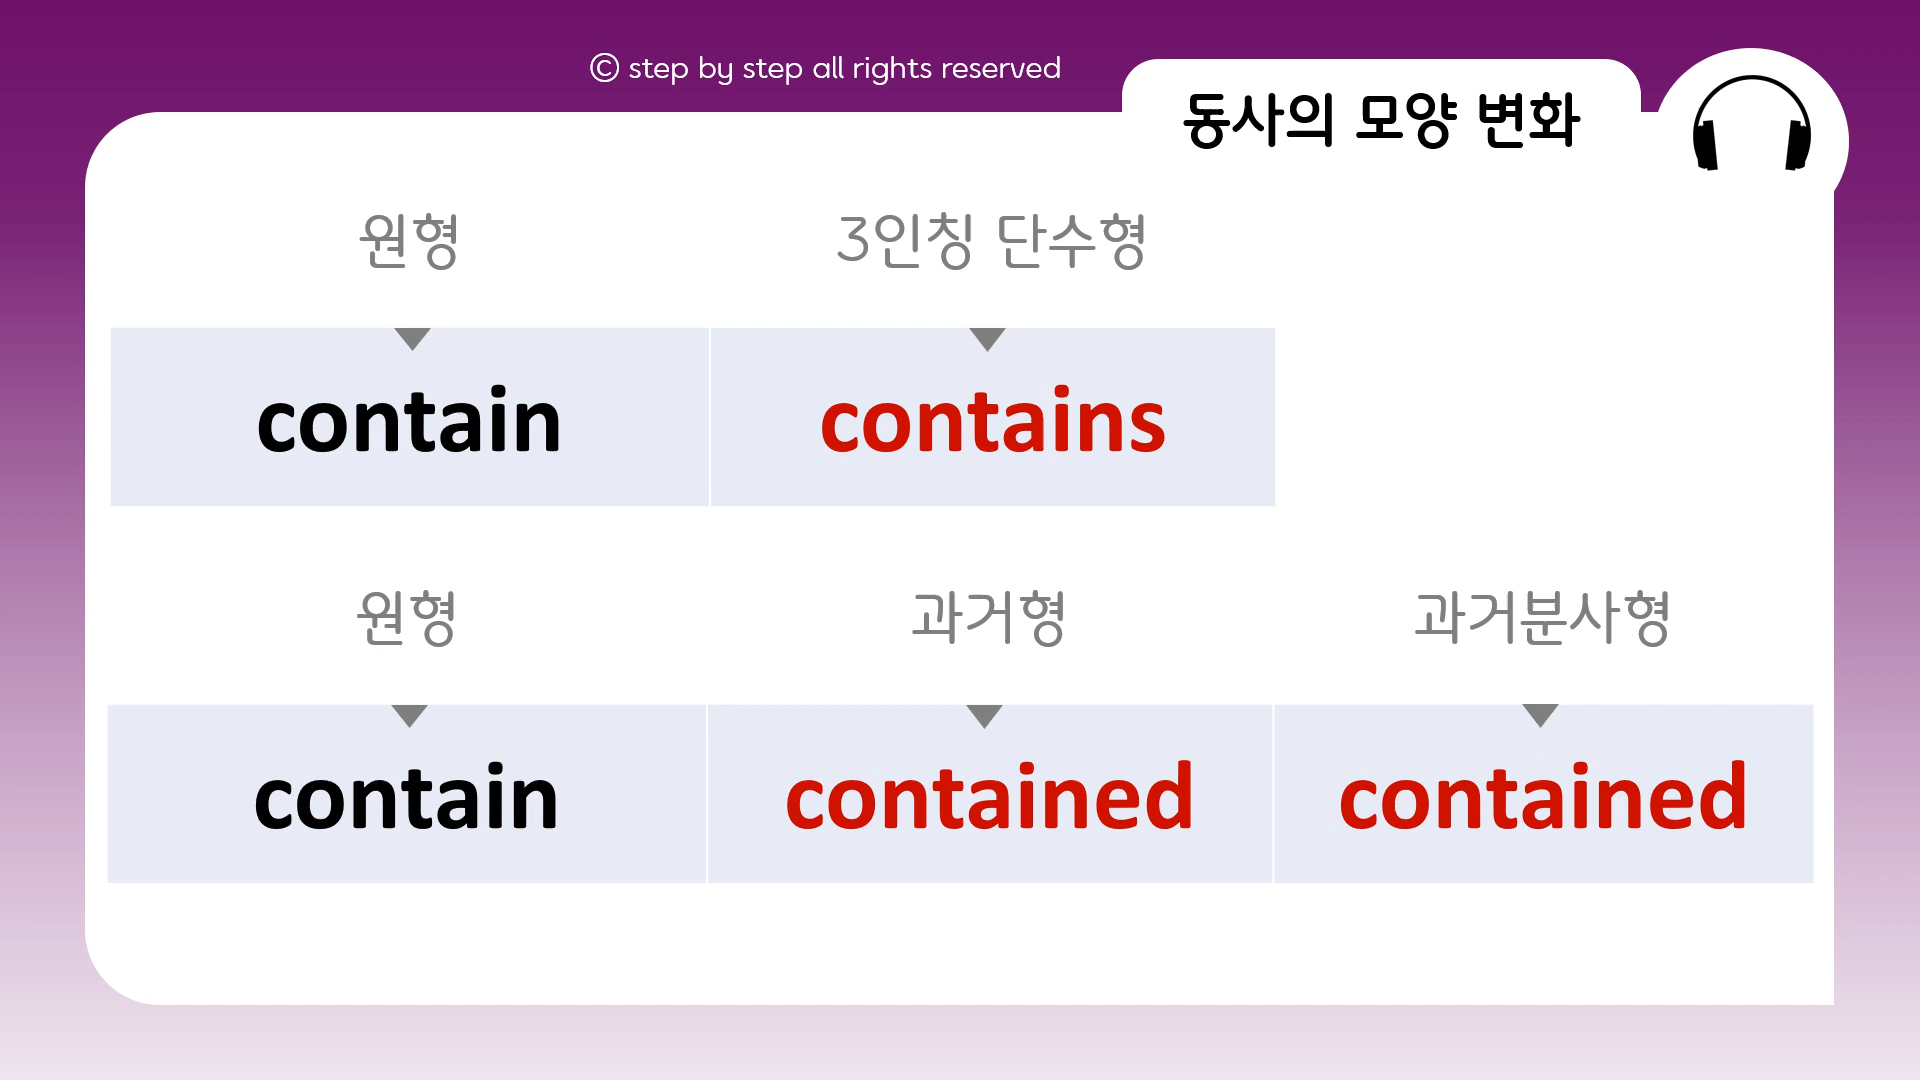 © step by step all rights reserved
동사의 모양 변화
원형 3인칭 단수형
contain contains
원형 과거형 과거분사형
contain contained contained